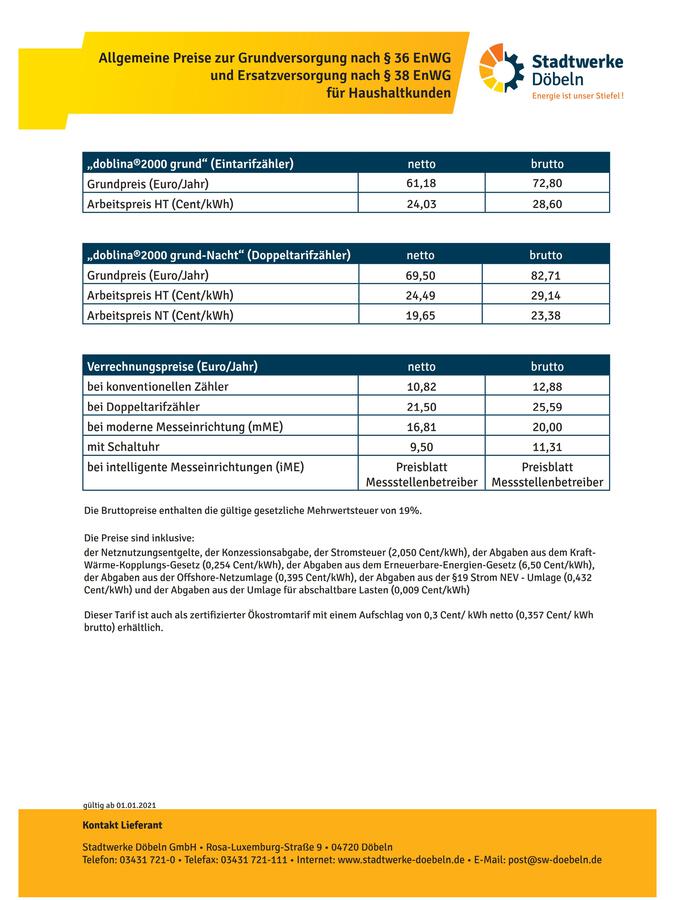 Allgemeine Preise zur Grundversorgung nach § 36 EnWG
und Ersatzversorgung nach § 38 EnWG
für Haushaltkunden
Stadtwerke
Döbeln
Energie ist unser Stiefel!
„doblina®2000 grund“ (Eintarifzähler) netto brutto
Grundpreis (Euro/Jahr) 61,18 72,80
Arbeitspreis HT (Cent/kWh) 24,03 28,60
„doblina®2000 grund-Nacht“ (Doppeltarifzähler) netto brutto
Grundpreis (Euro/Jahr) 69,50 82,71
Arbeitspreis HT (Cent/kWh) 24,49 29,14
Arbeitspreis NT (Cent/kWh) 19,65 23,38
Verrechnungspreise (Euro/Jahr) netto brutto
bei konventionellen Zähler 10,82 12,88
bei Doppeltarifzähler 21,50 25,59
bei moderne Messeinrichtung (mME) 16,81 20,00
mit Schaltuhr 9,50 11,31
bei intelligente Messeinrichtungen (iME) Preisblatt Preisblatt
Messstellenbetreiber Messstellenbetreiber
Die Bruttopreise enthalten die gültige gesetzliche Mehrwertsteuer von 19%.
Die Preise sind inklusive:
der Netznutzungsentgelte, der Konzessionsabgabe, der Stromsteuer (2,050 Cent/kWh), der Abgaben aus dem Kraft-
Wärme-Kopplungs-Gesetz (0,254 Cent/kWh), der Abgaben aus dem Erneuerbare-Energien-Gesetz (6,50 Cent/kWh),
der Abgaben aus der Offshore-Netzumlage (0,395 Cent/kWh), der Abgaben aus der §19 Strom NEV - Umlage (0,432
Cent/kWh) und der Abgaben aus der Umlage für abschaltbare Lasten (0,009 Cent/kWh)
Dieser Tarif ist auch als zertifizierter Ökostromtarif mit einem Aufschlag von 0,3 Cent/ kWh netto (0,357 Cent/ kWh
brutto) erhältlich.
gültig ab 01.01.2021
Kontakt Lieferant
Stadtwerke Döbeln GmbH • Rosa-Luxemburg-Straße 9 • 04720 Döbeln
Telefon: 03431 721-0 • Telefax: 03431 721-111 • Internet: www.stadtwerke-doebeln.de • E-Mail: post@sw-doebeln.de